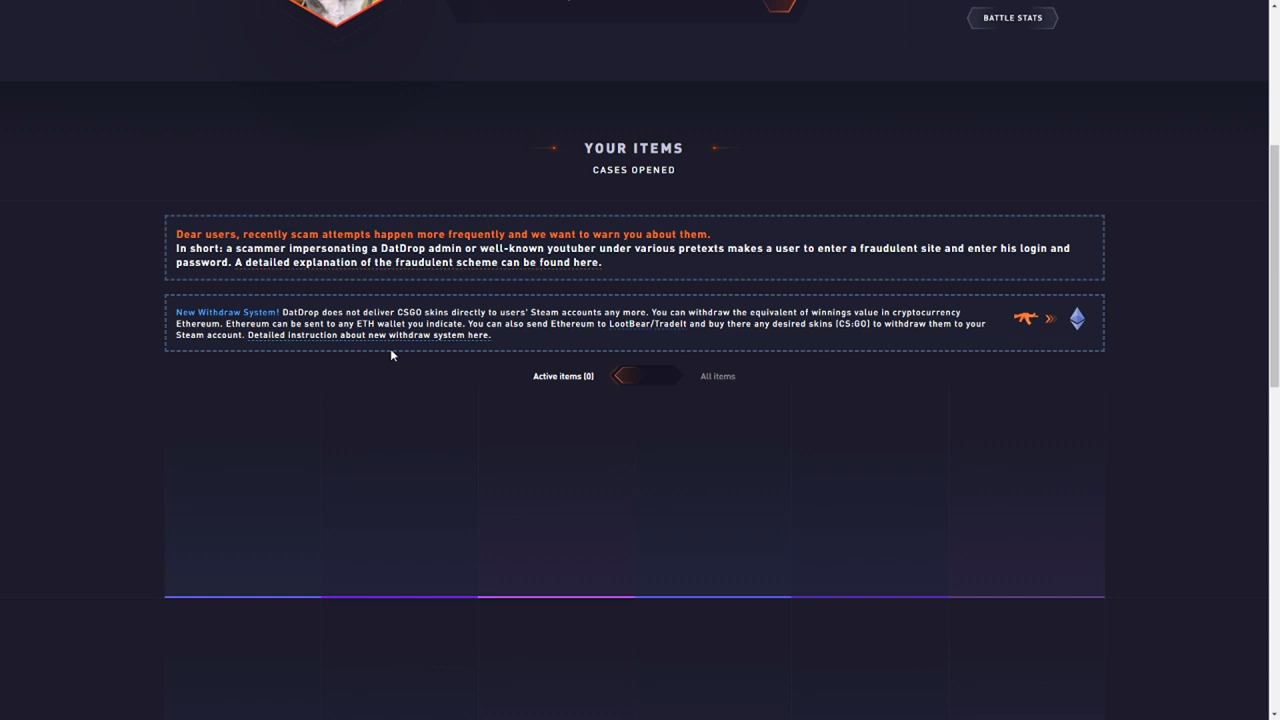 BATTLE STATS
YOUR ITEMS
CASES OPENED
Dear users, recently scam attempts happen more frequently and we want to warn you about them.
In short: a scammer impersonating a DatDrop admin or well-known youtuber under various pretexts makes a user to enter a fraudulent site and enter his login and
password. A detailed explanation of the fraudulent scheme can be found here.
New Withdraw System! DatDrop does not deliver CSGO skins directly to users' Steam accounts any more. You can withdraw the equivalent of winnings value in cryptocurrency
Ethereum. Ethereum can be sent to any ETH wallet you indicate. You can also send Ethereum to LootBear/TradeIt and buy there any desired skins (CS:GO) to withdraw them to your
Steam account. Detailed instruction about new withdraw system here.
Active items (0)
All items